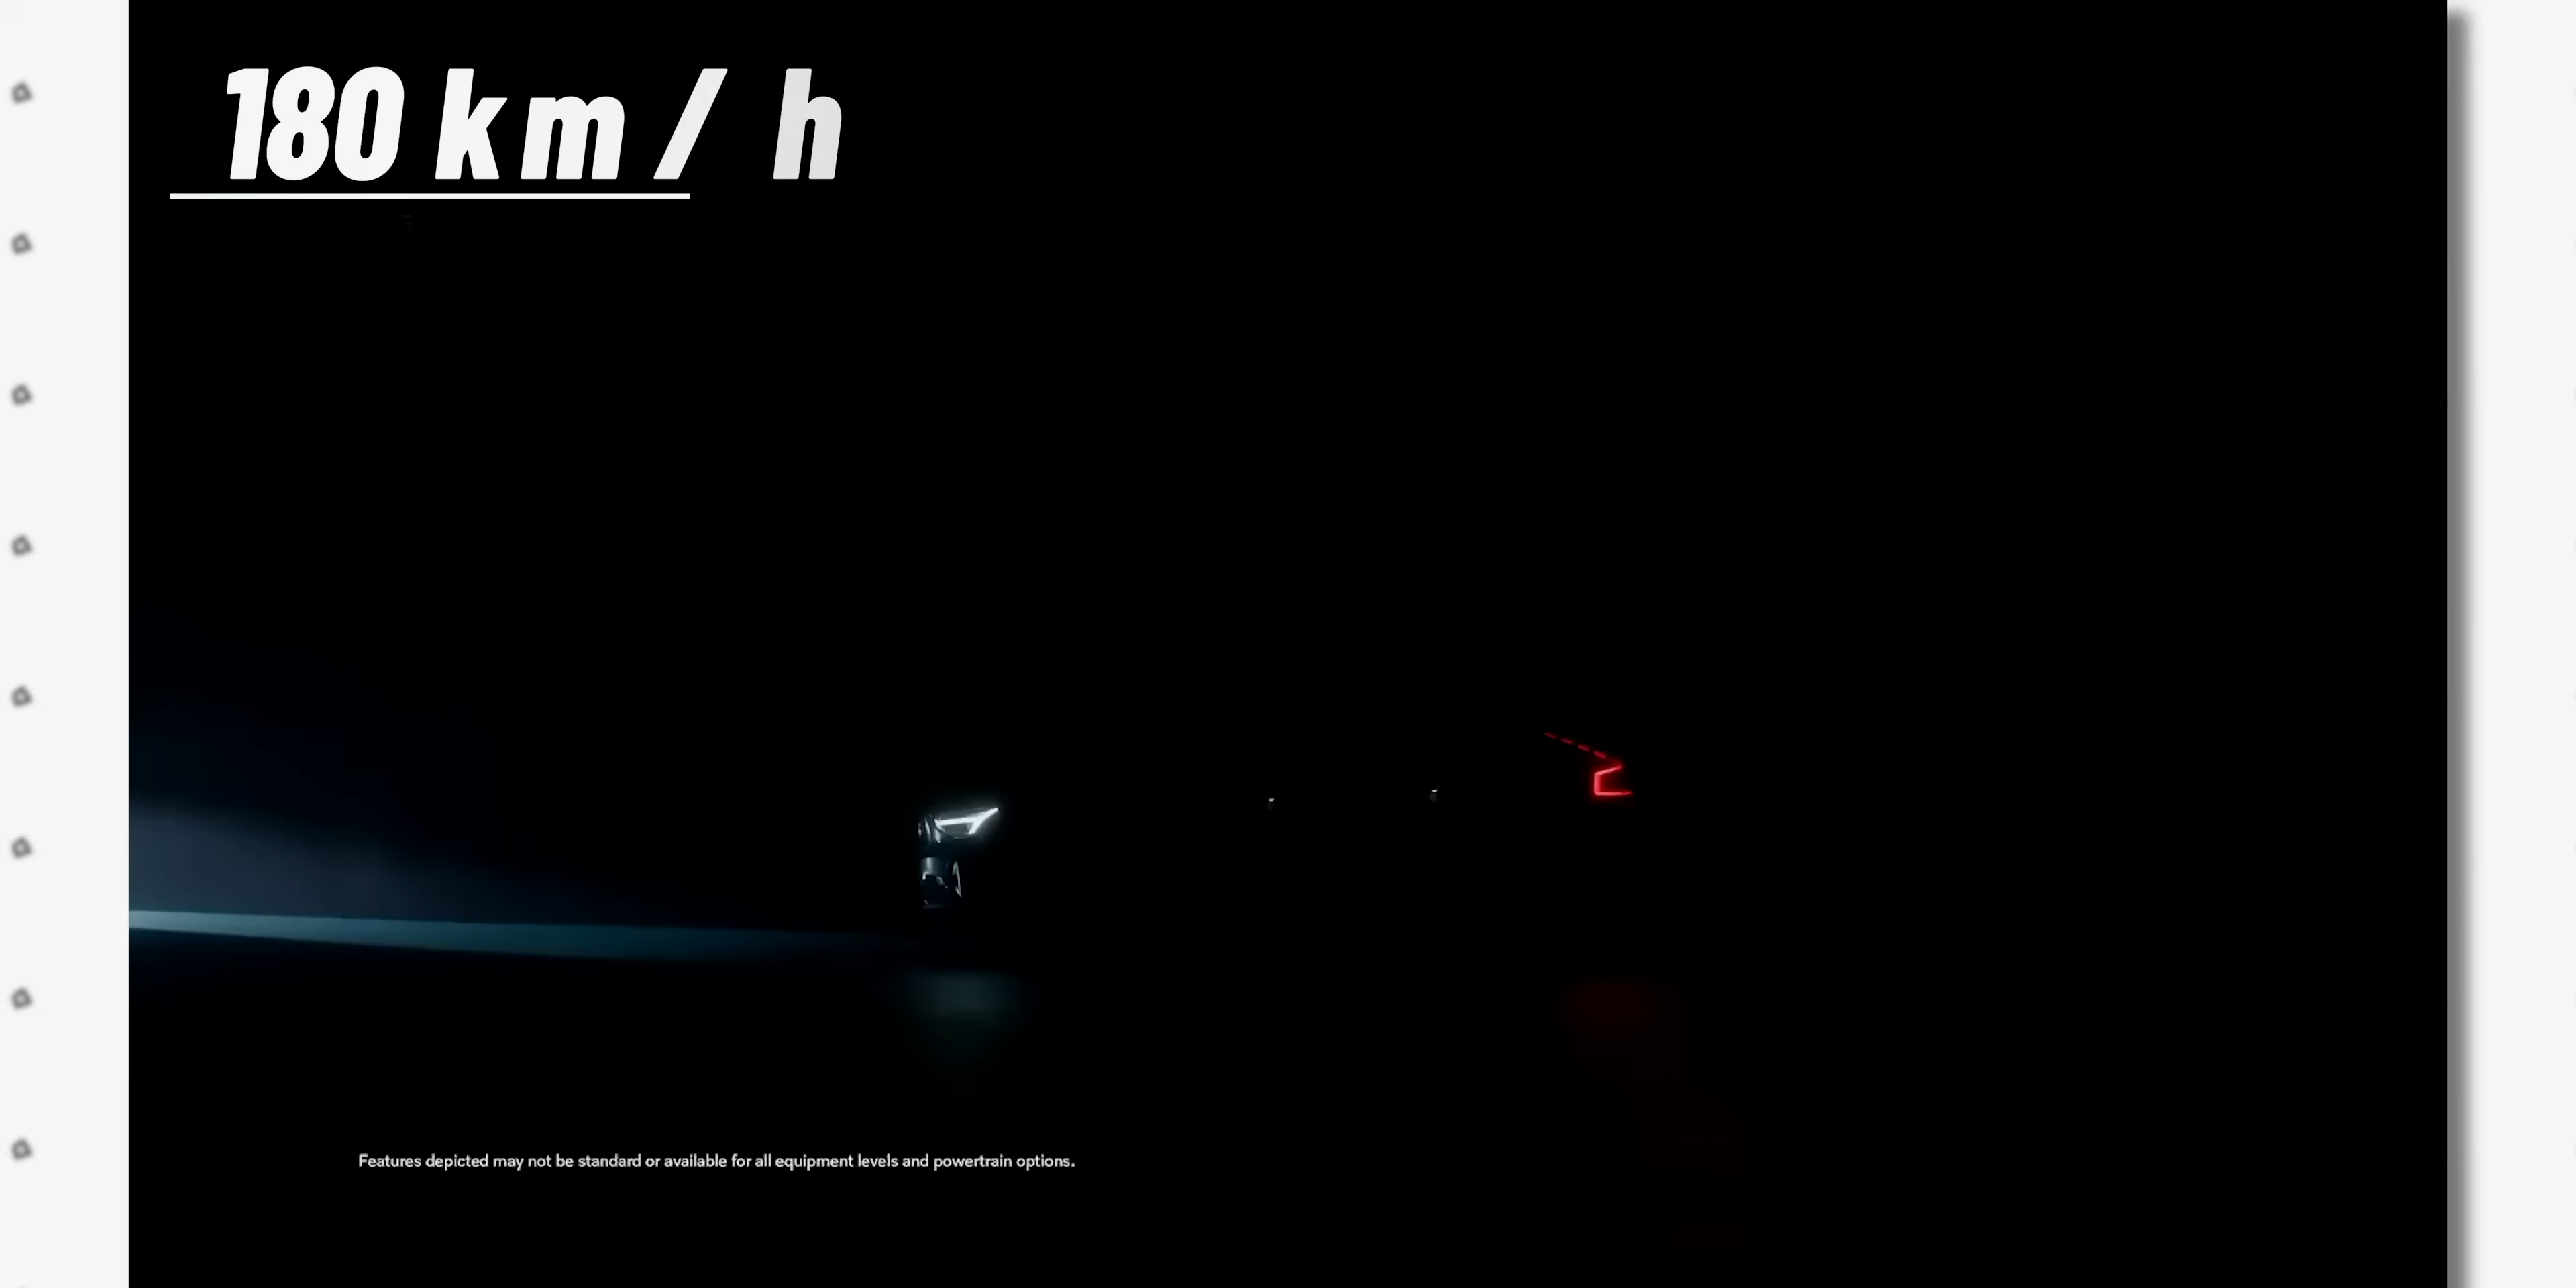 180 km/ h
Features depicted may not be standard or available for all equipment levels and powertrain options.